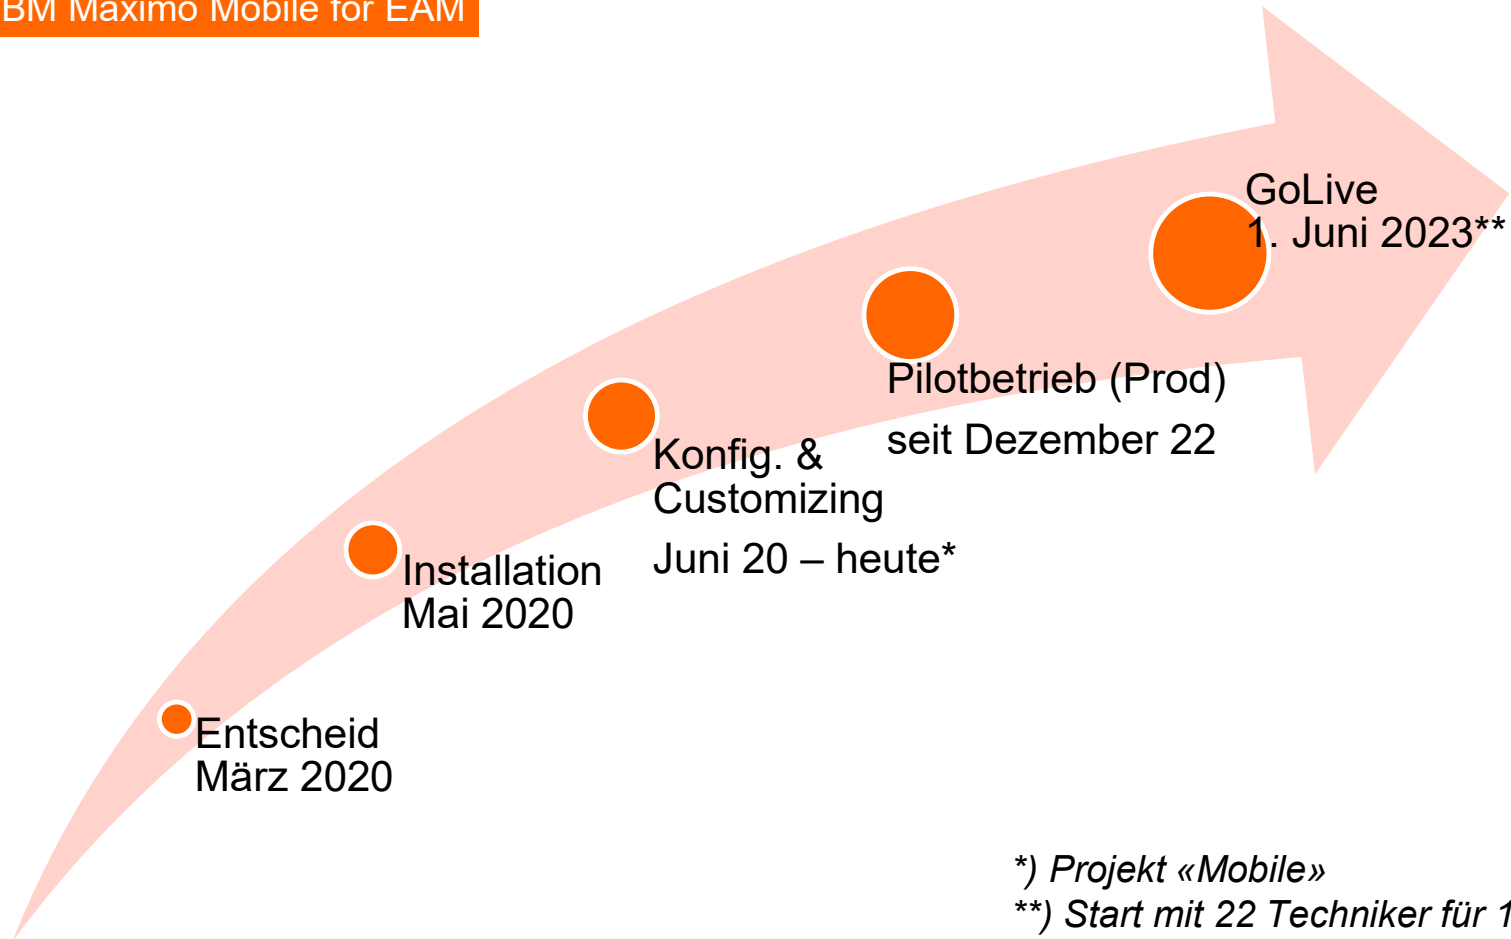 BM Maximo Mobile for EAM
GoLive
1. Juni 2023**
Pilotbetrieb (Prod)
seit Dezember 22
Konfig. &
Customizing
Juni 20 – heute*
Installation
Mai 2020
Entscheid
März 2020
*) Projekt «Mobile»
**) Start mit 22 Techniker für 1